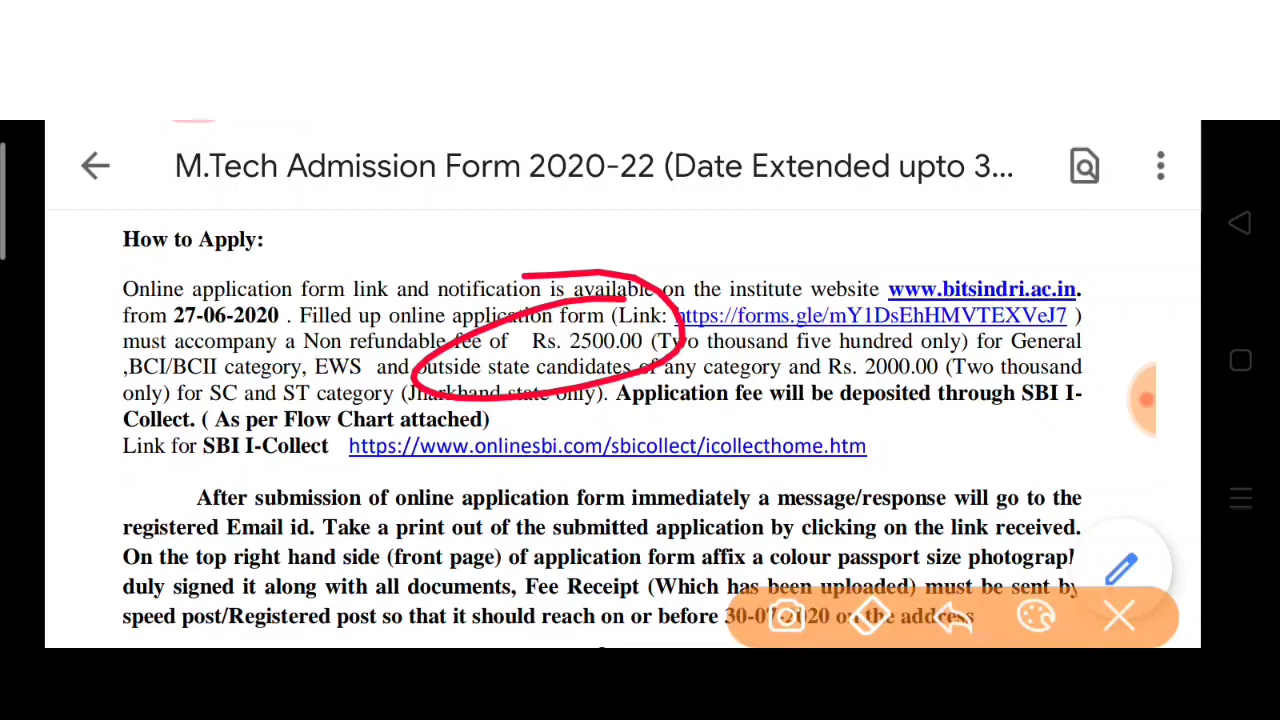 M.Tech Admission Form 2020-22 (Date Extended upto 3...
How to Apply:
Online application form link and notification is available on the institute website www.bitsindri.ac.in.
from 27-06-2020 . Filled up online application form (Link: https://forms.gle/mY1DsEhHMVTEXVeJ7 )
must accompany a Non refundable fee of Rs. 2500.00 (Two thousand five hundred only) for General
,BCI/BCII category, EWS and outside state candidates of any category and Rs. 2000.00 (Two thousand
only) for SC and ST category (Jharkhand state only). Application fee will be deposited through SBI I-
Collect. ( As per Flow Chart attached)
Link for SBI I-Collect https://www.onlinesbi.com/sbicollect/icollecthome.htm
After submission of online application form immediately a message/response will go to the
registered Email id. Take a print out of the submitted application by clicking on the link received.
On the top right hand side (front page) of application form affix a colour passport size photograph
duly signed it along with all documents, Fee Receipt (Which has been uploaded) must be sent by
speed post/Registered post so that it should reach on or before 30-07-2020 on the address